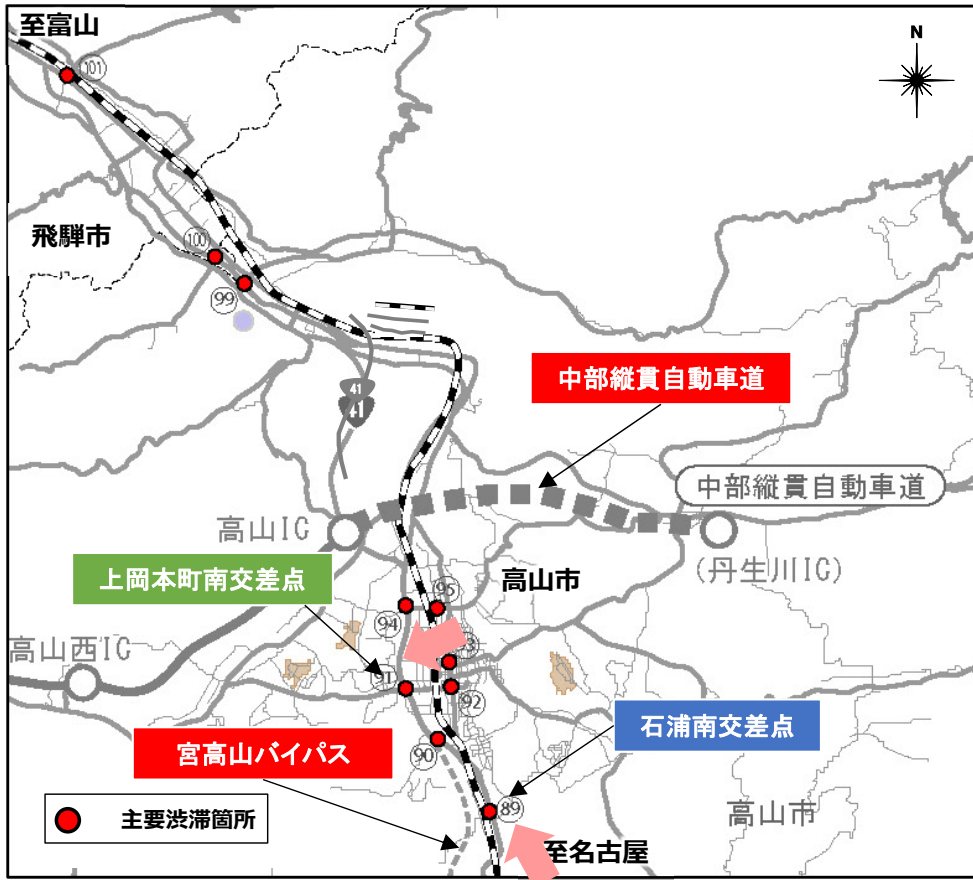 至富山
N
101
飛騨市
100
99
41
41
中部縦貫自動車道
中部縦貫自動車道
高山IC
(丹生川IC)
上岡本町南交差点
高山市
95
94
高山西IC
3
91
92
石浦南交差点
宮高山バイパス
90
89
主要渋滞箇所
高山市
至名古屋